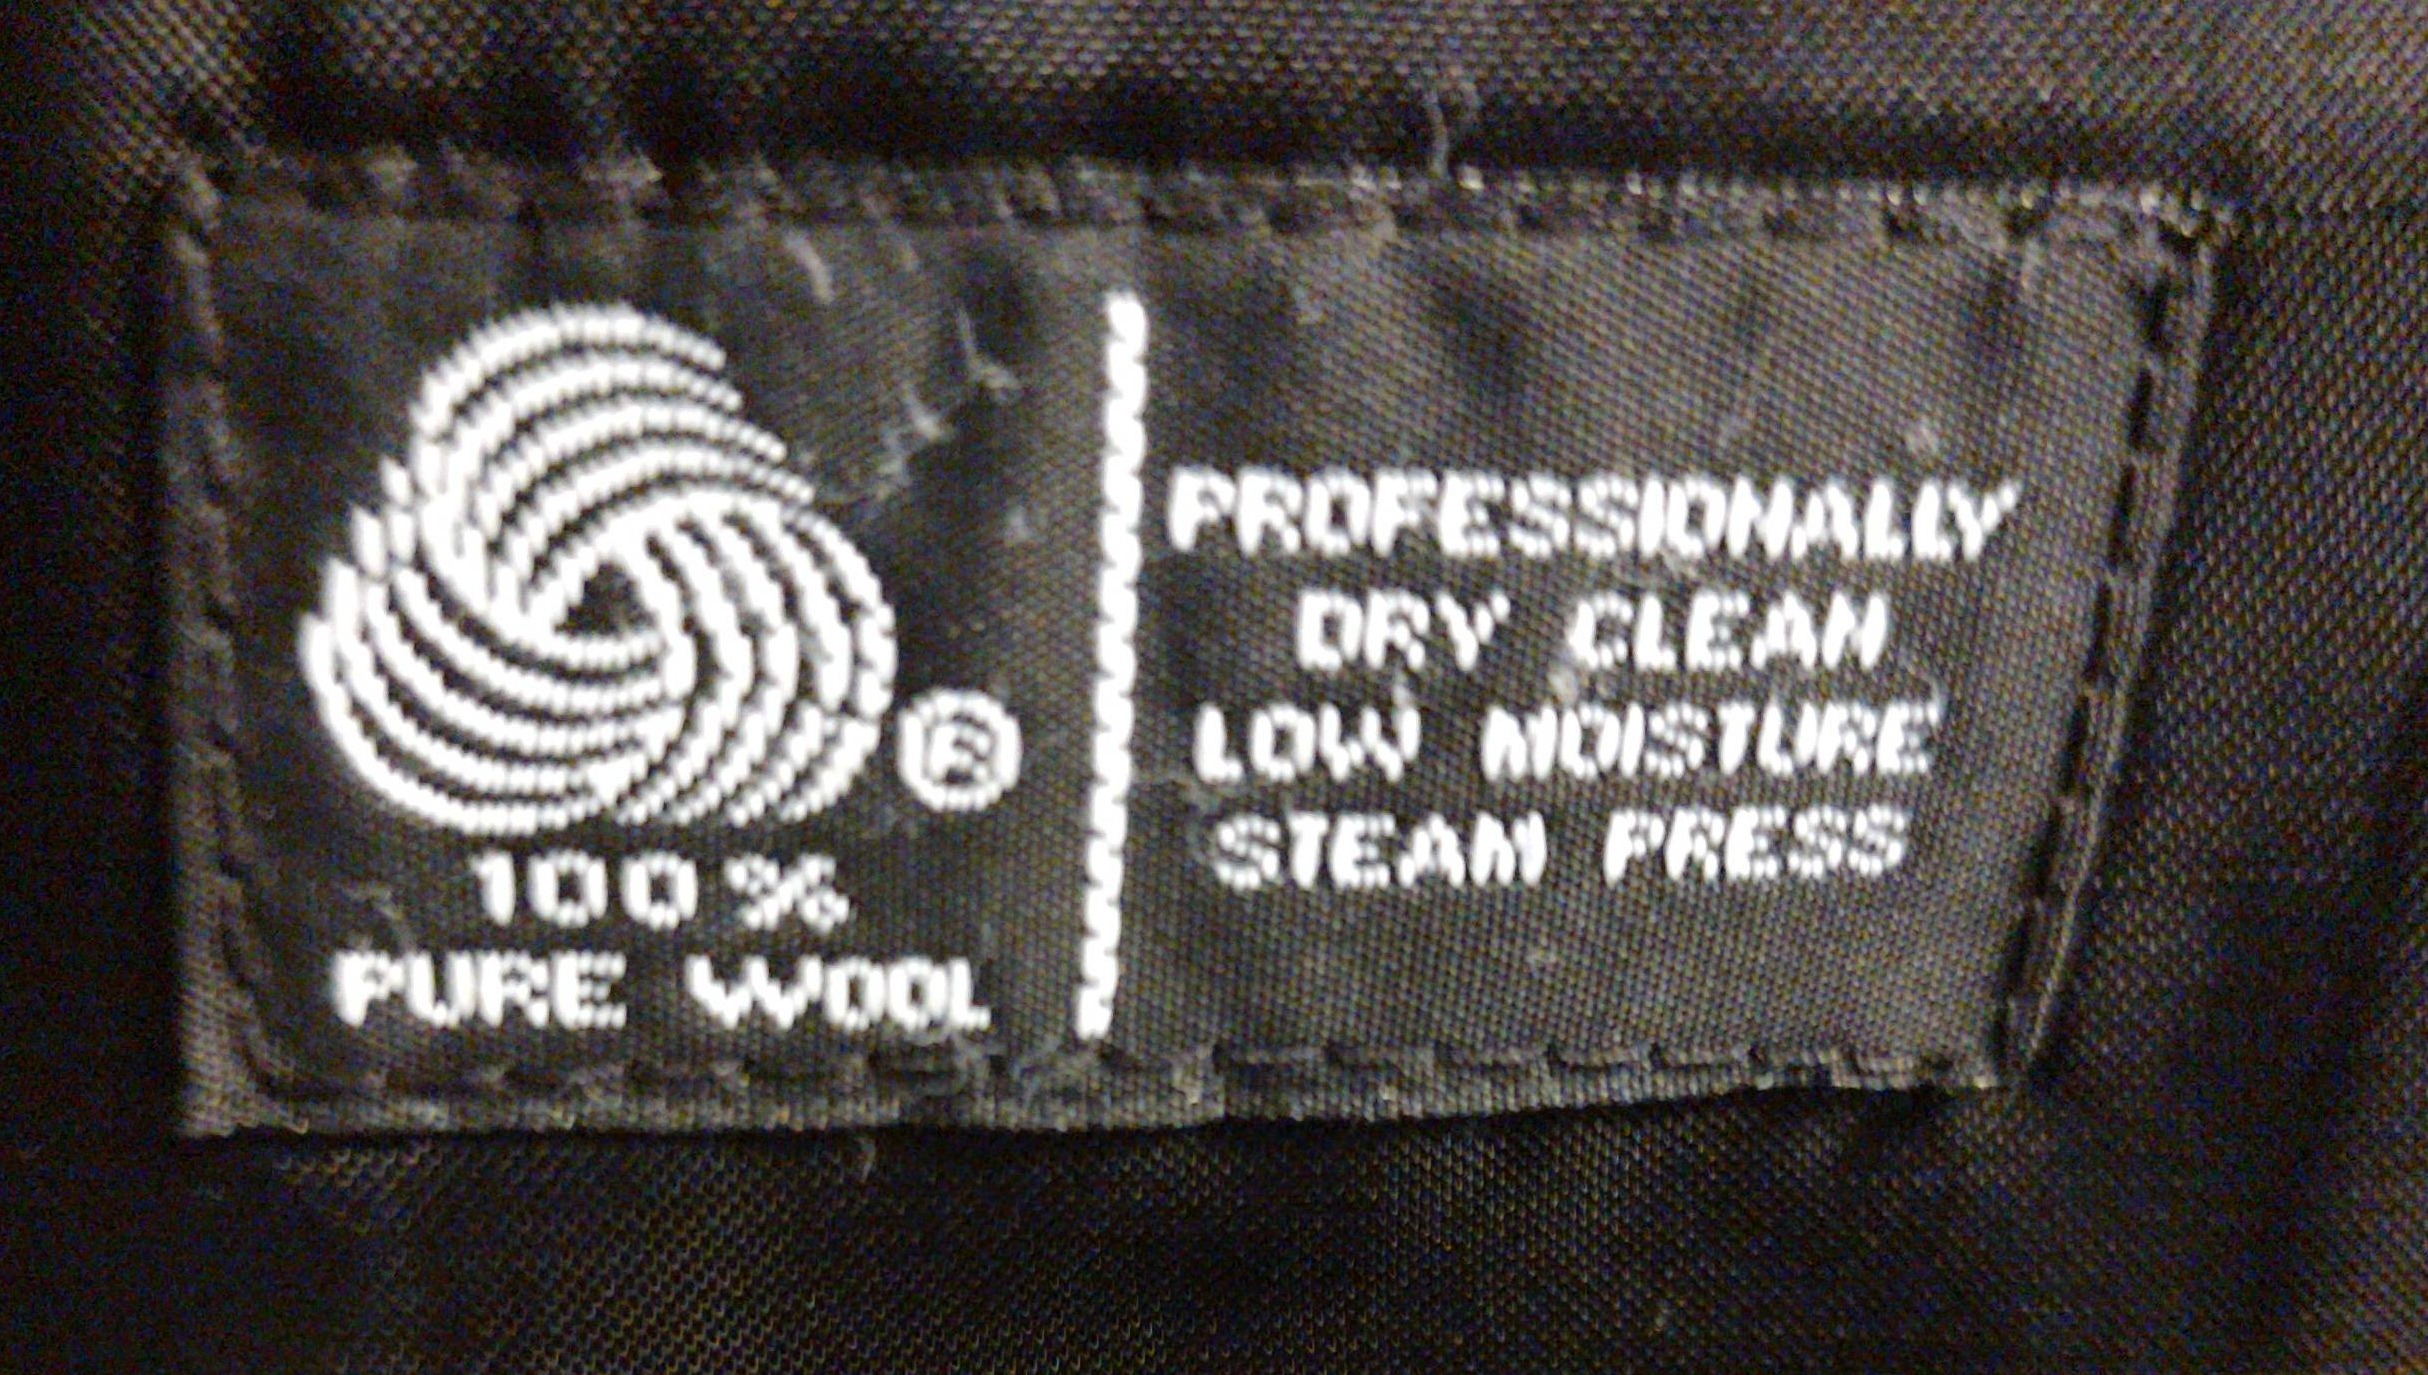 ®
100%
PURE WOOL
PROFESSIONALLY
DRY CLEAN
LOW MOISTURE
STEAM PRESS